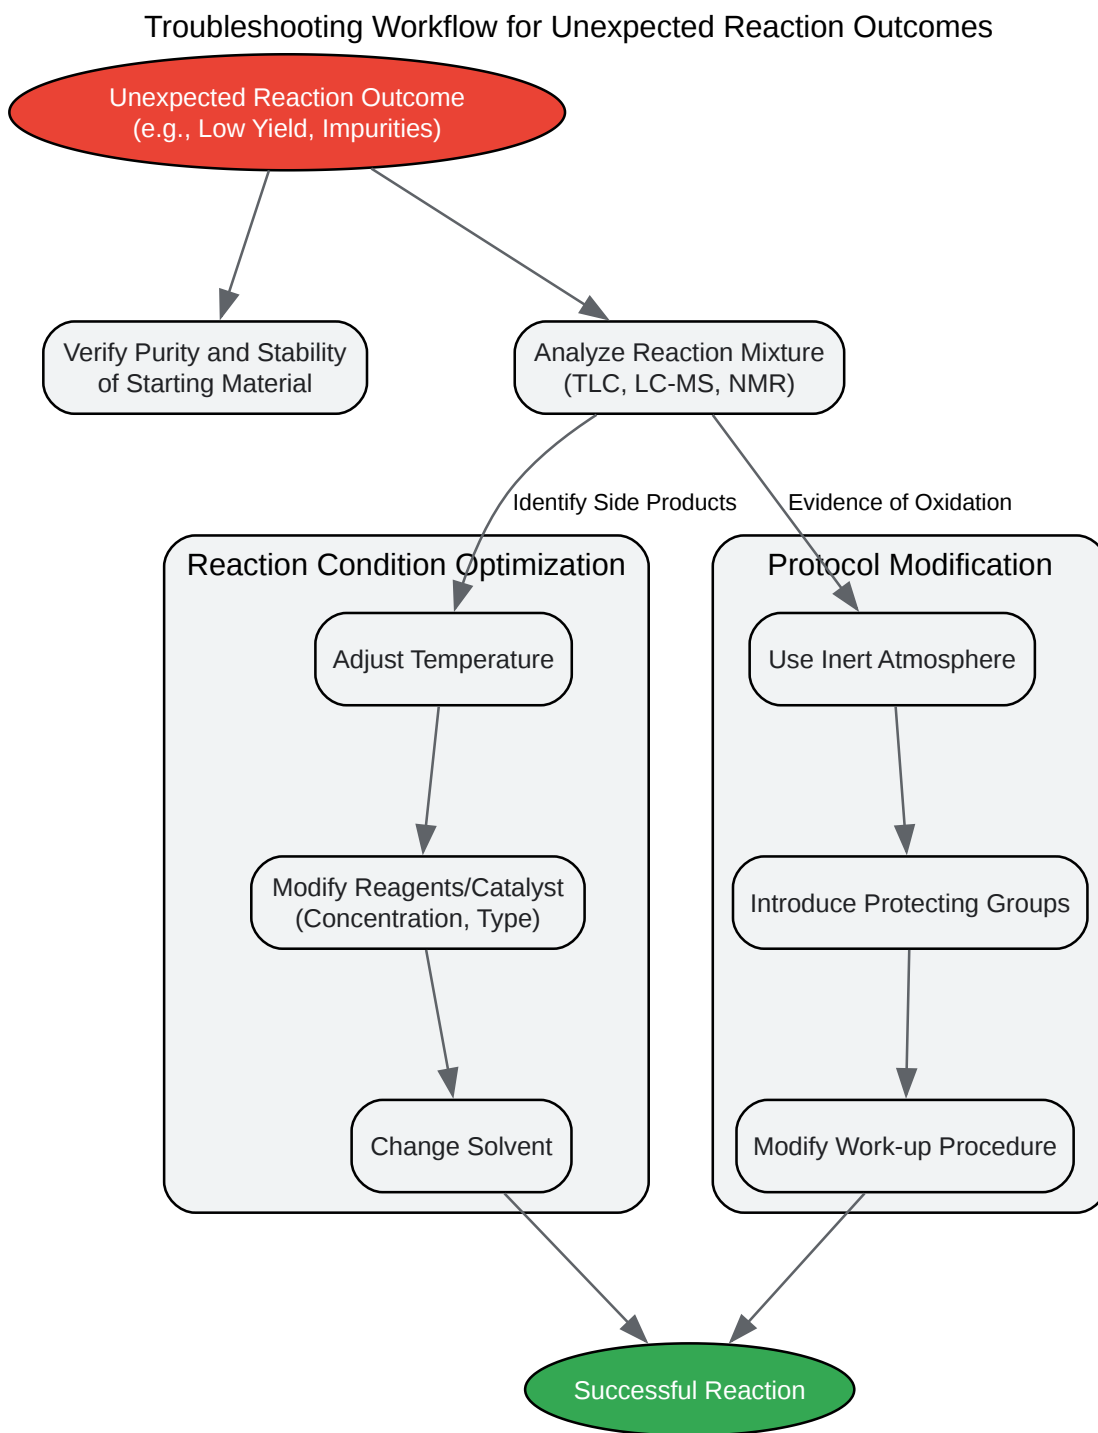 Troubleshooting Workflow for Unexpected Reaction Outcomes
Unexpected Reaction Outcome
(e.g., Low Yield, Impurities)
Verify Purity and Stability
of Starting Material
Analyze Reaction Mixture
(TLC, LC-MS, NMR)
Identify Side Products
Evidence of Oxidation
Reaction Condition Optimization
Adjust Temperature
Modify Reagents/Catalyst
(Concentration, Type)
Change Solvent
Protocol Modification
Use Inert Atmosphere
Introduce Protecting Groups
Modify Work-up Procedure
Successful Reaction